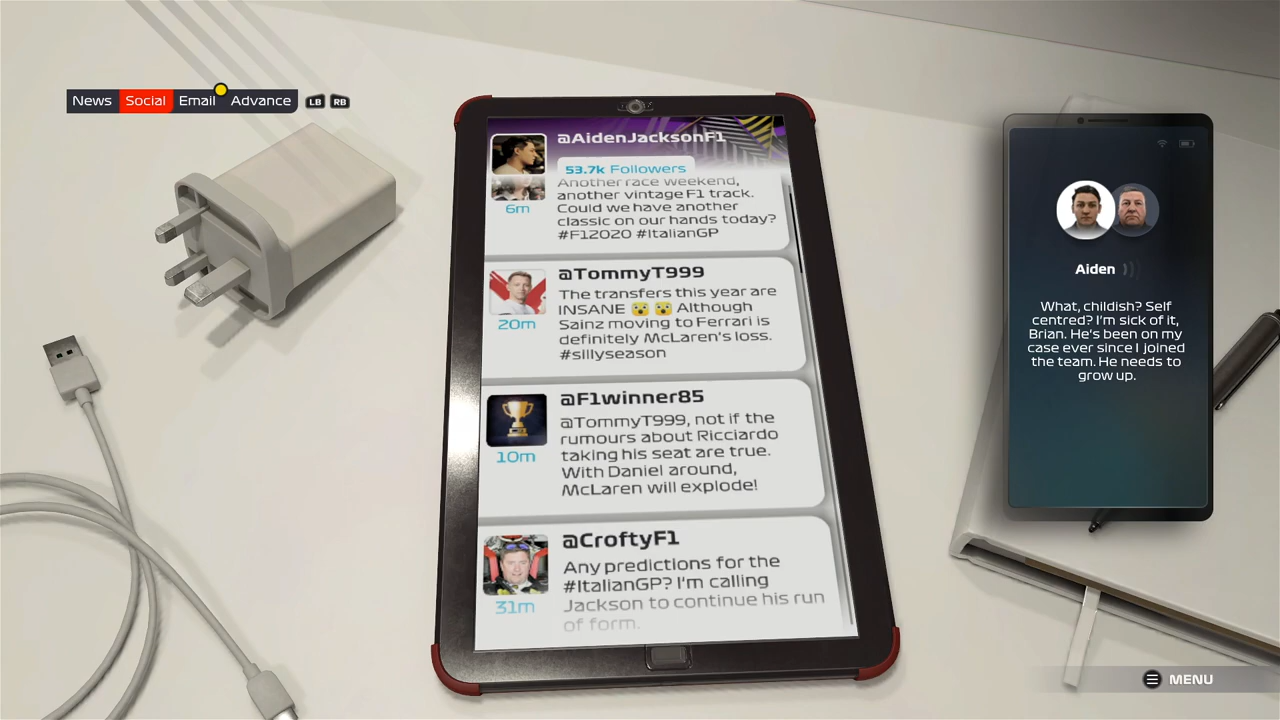 News Social Email Advance LB RB
@AidenJacksonF1
53.7k Followers
Another race weekend,
another vintage F1 track.
Could we have another
classic on our hands today?
#F12020 #ItalianGP
6m
@TommyT999
The transfers this year are
INSANE 😲 😲 Although
Sainz moving to Ferrari is
definitely McLaren's loss.
#sillyseason
20m
@F1winner85
@TommyT999, not if the
rumours about Ricciardo
taking his seat are true.
With Daniel around,
McLaren will explode!
10m
@CroftyF1
Any predictions for the
#ItalianGP? I'm calling
Jackson to continue his run
of form.
31m
Aiden
What, childish? Self
centred? I'm sick of it,
Brian. He's been on my
case ever since I joined
the team. He needs to
grow up.
MENU